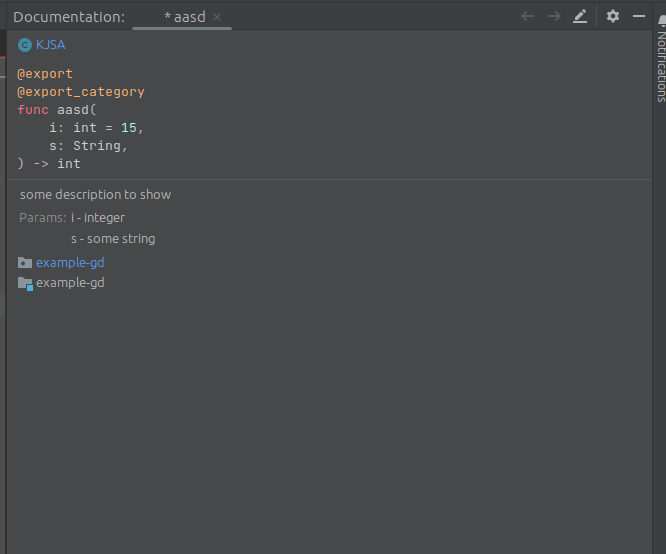 Documentation: * aasd
KJSA
@export
@export_category
func aasd(
    i: int = 15,
    s: String,
) -> int
some description to show
Params: i - integer
s - some string
example-gd
example-gd
Notifications